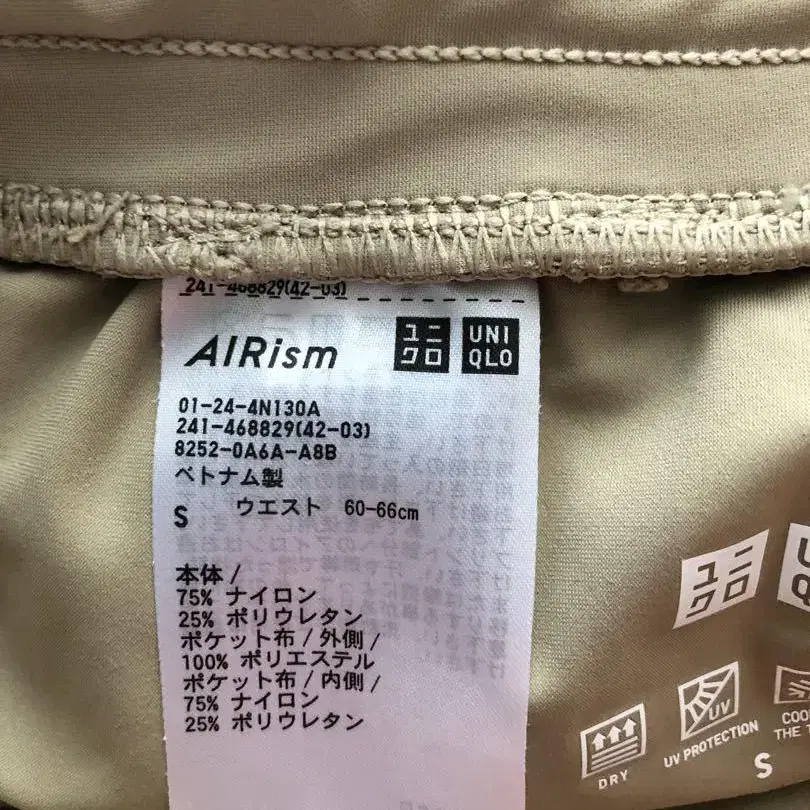 241-468829(42-03)
AIRism
ユニクロ
UNIQLO
01-24-4N130A
241-468829(42-03)
8252-0A6A-A8B
ベトナム製
S ウエスト 60-66cm
本体/
75% ナイロン
25% ポリウレタン
ポケット布/外側/
100% ポリエステル
ポケット布/内側/
75% ナイロン
25% ポリウレタン
ユニクロ
DRY
UV
UV PROTECTION
S